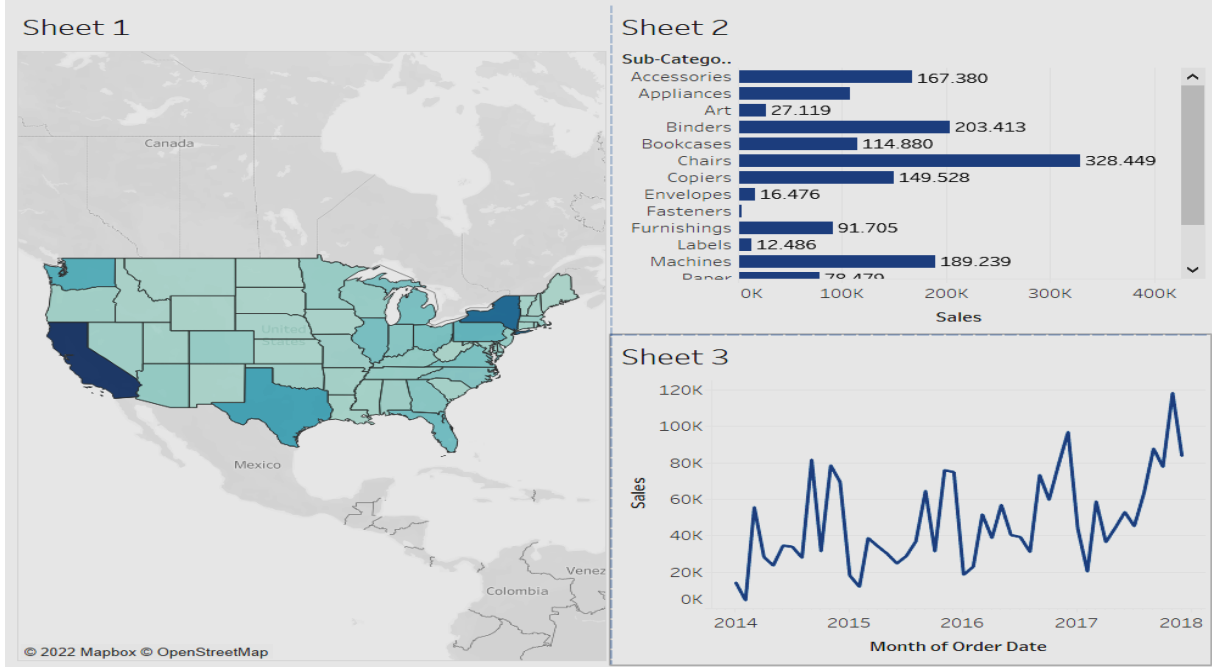 Sheet 1
Canada
United
States
Mexico
Venez
Colombia
© 2022 Mapbox © OpenStreetMap
Sheet 2
Sub-Catego..
Accessories 167.380
Appliances
Art 27.119
Binders 203.413
Bookcases 114.880
Chairs 328.449
Copiers 149.528
Envelopes 16.476
Fasteners
Furnishings 91.705
Labels 12.486
Machines 189.239
Paper 78.479
0K 100K 200K 300K 400K
Sales
Sheet 3
120K
100K
80K
60K
40K
20K
0K
Sales
2014 2015 2016 2017 2018
Month of Order Date